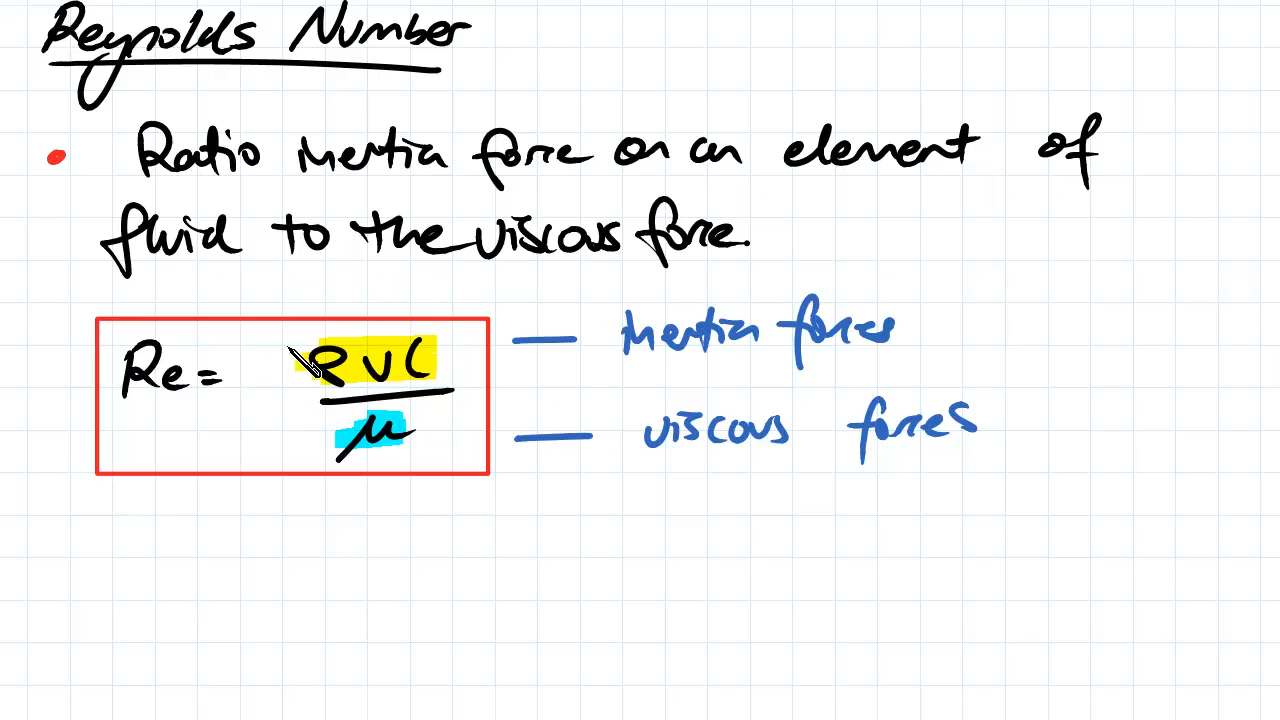 Reynolds Number
• Ratio inertia force on an element of
fluid to the viscous force.
Re = ρVL — inertia forces
μ — viscous forces